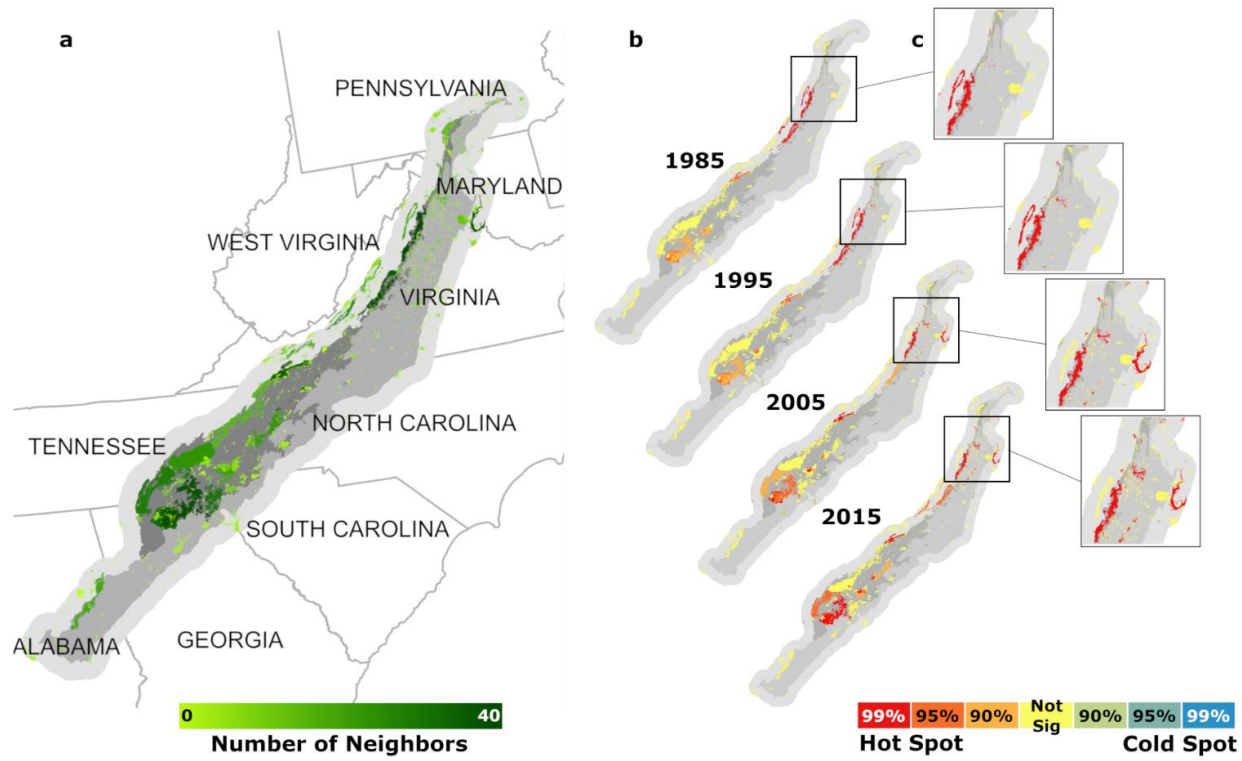 a
PENNSYLVANIA
MARYLAND
WEST VIRGINIA
VIRGINIA
NORTH CAROLINA
TENNESSEE
SOUTH CAROLINA
ALABAMA
GEORGIA
0 40
Number of Neighbors
b
c
1985
1995
2005
2015
99% 95% 90% Not Sig 90% 95% 99%
Hot Spot Cold Spot